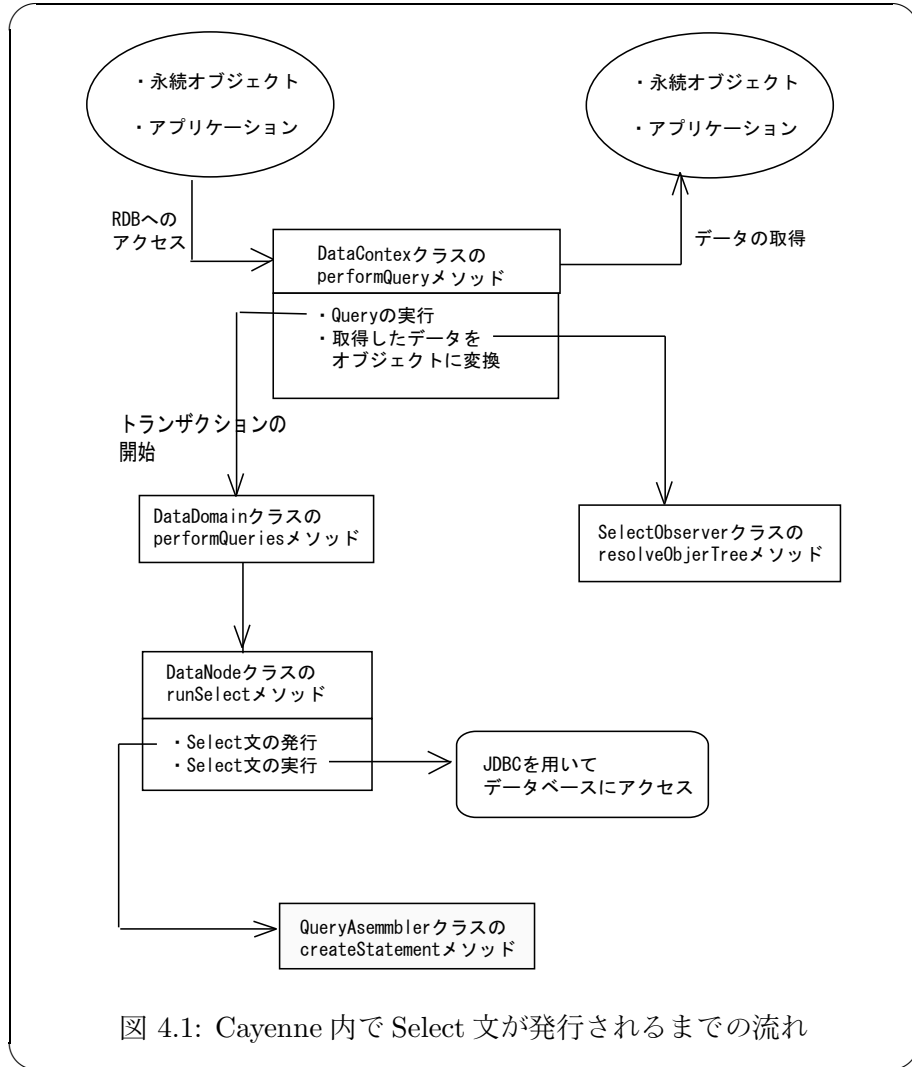 ・永続オブジェクト
・アプリケーション
・永続オブジェクト
・アプリケーション
RDBへの
アクセス
データの取得
DataContexクラスの
performQueryメソッド
・Queryの実行
・取得したデータを
オブジェクトに変換
トランザクションの
開始
DataDomainクラスの
performQueriesメソッド
SelectObserverクラスの
resolveObjerTreeメソッド
DataNodeクラスの
runSelectメソッド
・Select文の発行
・Select文の実行
JDBCを用いて
データベースにアクセス
QueryAsemmblerクラスの
createStatementメソッド
図 4.1: Cayenne 内で Select 文が発行されるまでの流れ